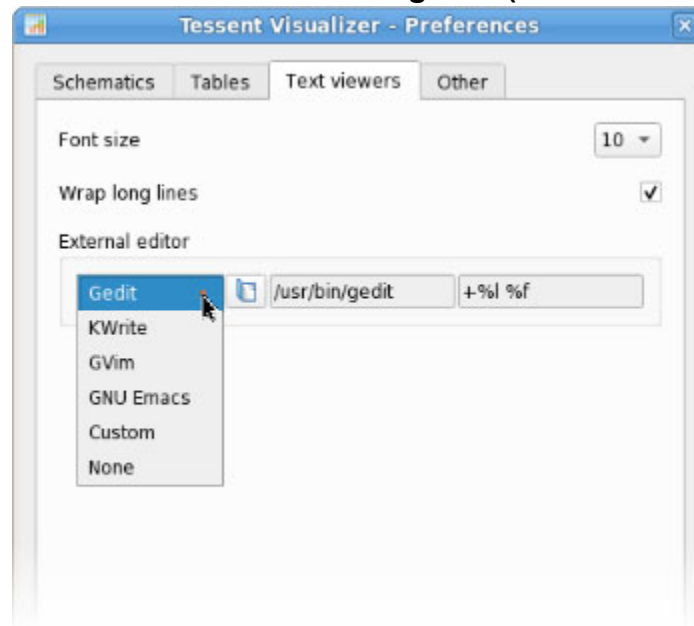 Tessent Visualizer - Preferences
Schematics Tables Text viewers Other
Font size 10
Wrap long lines
External editor
Gedit /usr/bin/gedit +%l %f
KWrite
GVim
GNU Emacs
Custom
None